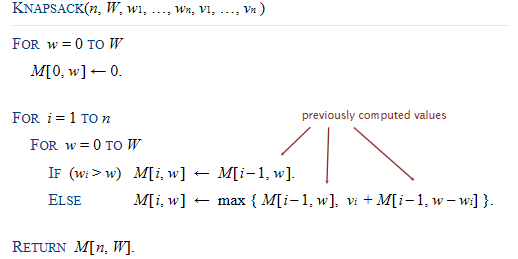 KNAPSACK(n, W, w1, …, wn, v1, …, vn )
FOR w = 0 TO W
M[0, w] ← 0.
FOR i = 1 TO n
previously computed values
FOR w = 0 TO W
IF (wi > w) M[i, w] ← M[i−1, w].
ELSE M[i, w] ← max { M[i−1, w], vi + M[i−1, w − wi] }.
RETURN M[n, W].